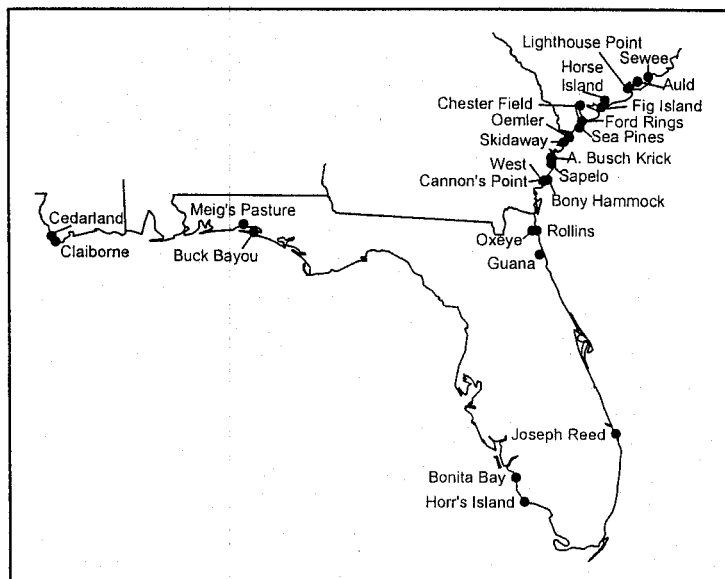 Lighthouse Point
Sewee
Horse
Island
Auld
Chester Field
Fig Island
Oemler
Ford Rings
Skidaway
Sea Pines
West
A. Busch Krick
Cannon's Point
Sapelo
Bony Hammock
Cedarland
Meig's Pasture
Claiborne
Buck Bayou
Oxeye
Rollins
Guana
Joseph Reed
Bonita Bay
Horr's Island